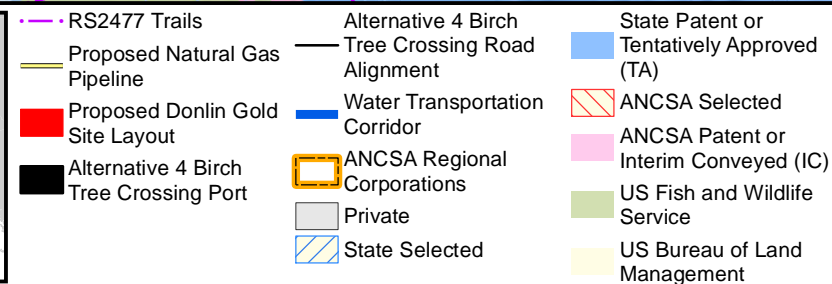 RS2477 Trails
Proposed Natural Gas
Pipeline
Proposed Donlin Gold
Site Layout
Alternative 4 Birch
Tree Crossing Port
Alternative 4 Birch
Tree Crossing Road
Alignment
Water Transportation
Corridor
ANCSA Regional
Corporations
Private
State Selected
State Patent or
Tentatively Approved
(TA)
ANCSA Selected
ANCSA Patent or
Interim Conveyed (IC)
US Fish and Wildlife
Service
US Bureau of Land
Management